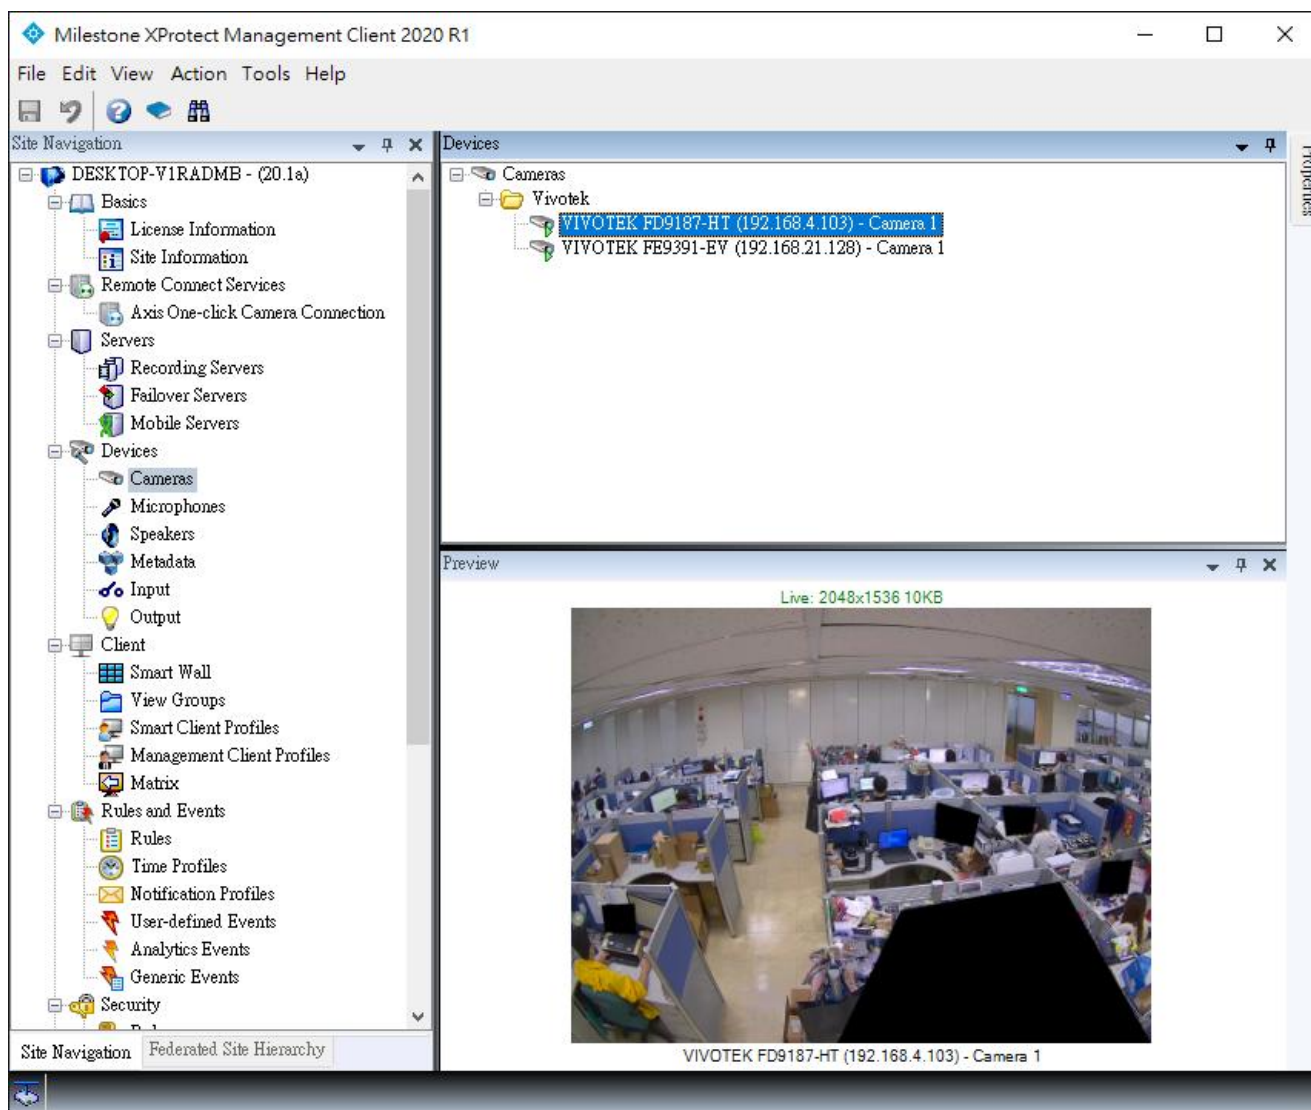 Milestone XProtect Management Client 2020 R1
File Edit View Action Tools Help
Site Navigation
DESKTOP-V1RADMB - (20.1a)
Basics
License Information
Site Information
Remote Connect Services
Axis One-click Camera Connection
Servers
Recording Servers
Failover Servers
Mobile Servers
Devices
Cameras
Microphones
Speakers
Metadata
Input
Output
Client
Smart Wall
View Groups
Smart Client Profiles
Management Client Profiles
Matrix
Rules and Events
Rules
Time Profiles
Notification Profiles
User-defined Events
Analytics Events
Generic Events
Security
Site Navigation
Federated Site Hierarchy
Devices
Cameras
Vivotek
VIVOTEK FD9187-HT (192.168.4.103) - Camera 1
VIVOTEK FE9391-EV (192.168.21.128) - Camera 1
Properties
Preview
Live: 2048x1536 10KB
VIVOTEK FD9187-HT (192.168.4.103) - Camera 1